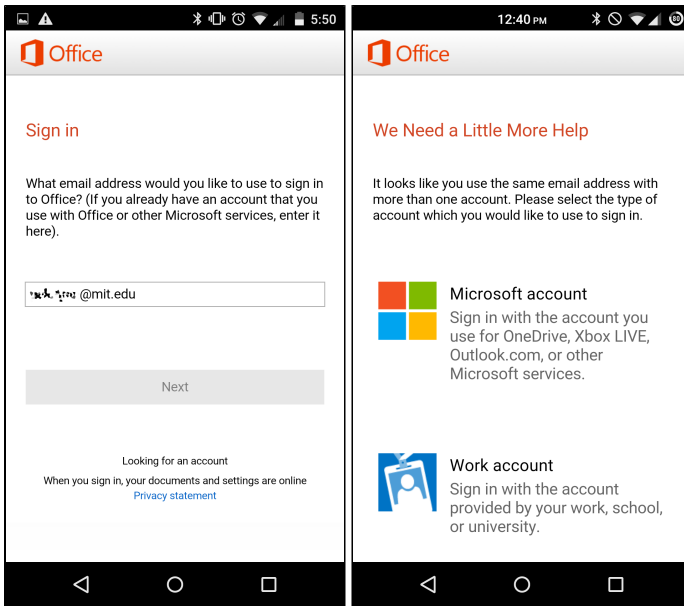 5:50
Office
Sign in
What email address would you like to use to sign in
to Office? (If you already have an account that you
use with Office or other Microsoft services, enter it
here).
@mit.edu
Next
Looking for an account
When you sign in, your documents and settings are online
Privacy statement
12:40 PM
80
Office
We Need a Little More Help
It looks like you use the same email address with
more than one account. Please select the type of
account which you would like to use to sign in.
Microsoft account
Sign in with the account you
use for OneDrive, Xbox LIVE,
Outlook.com, or other
Microsoft services.
Work account
Sign in with the account
provided by your work, school,
or university.